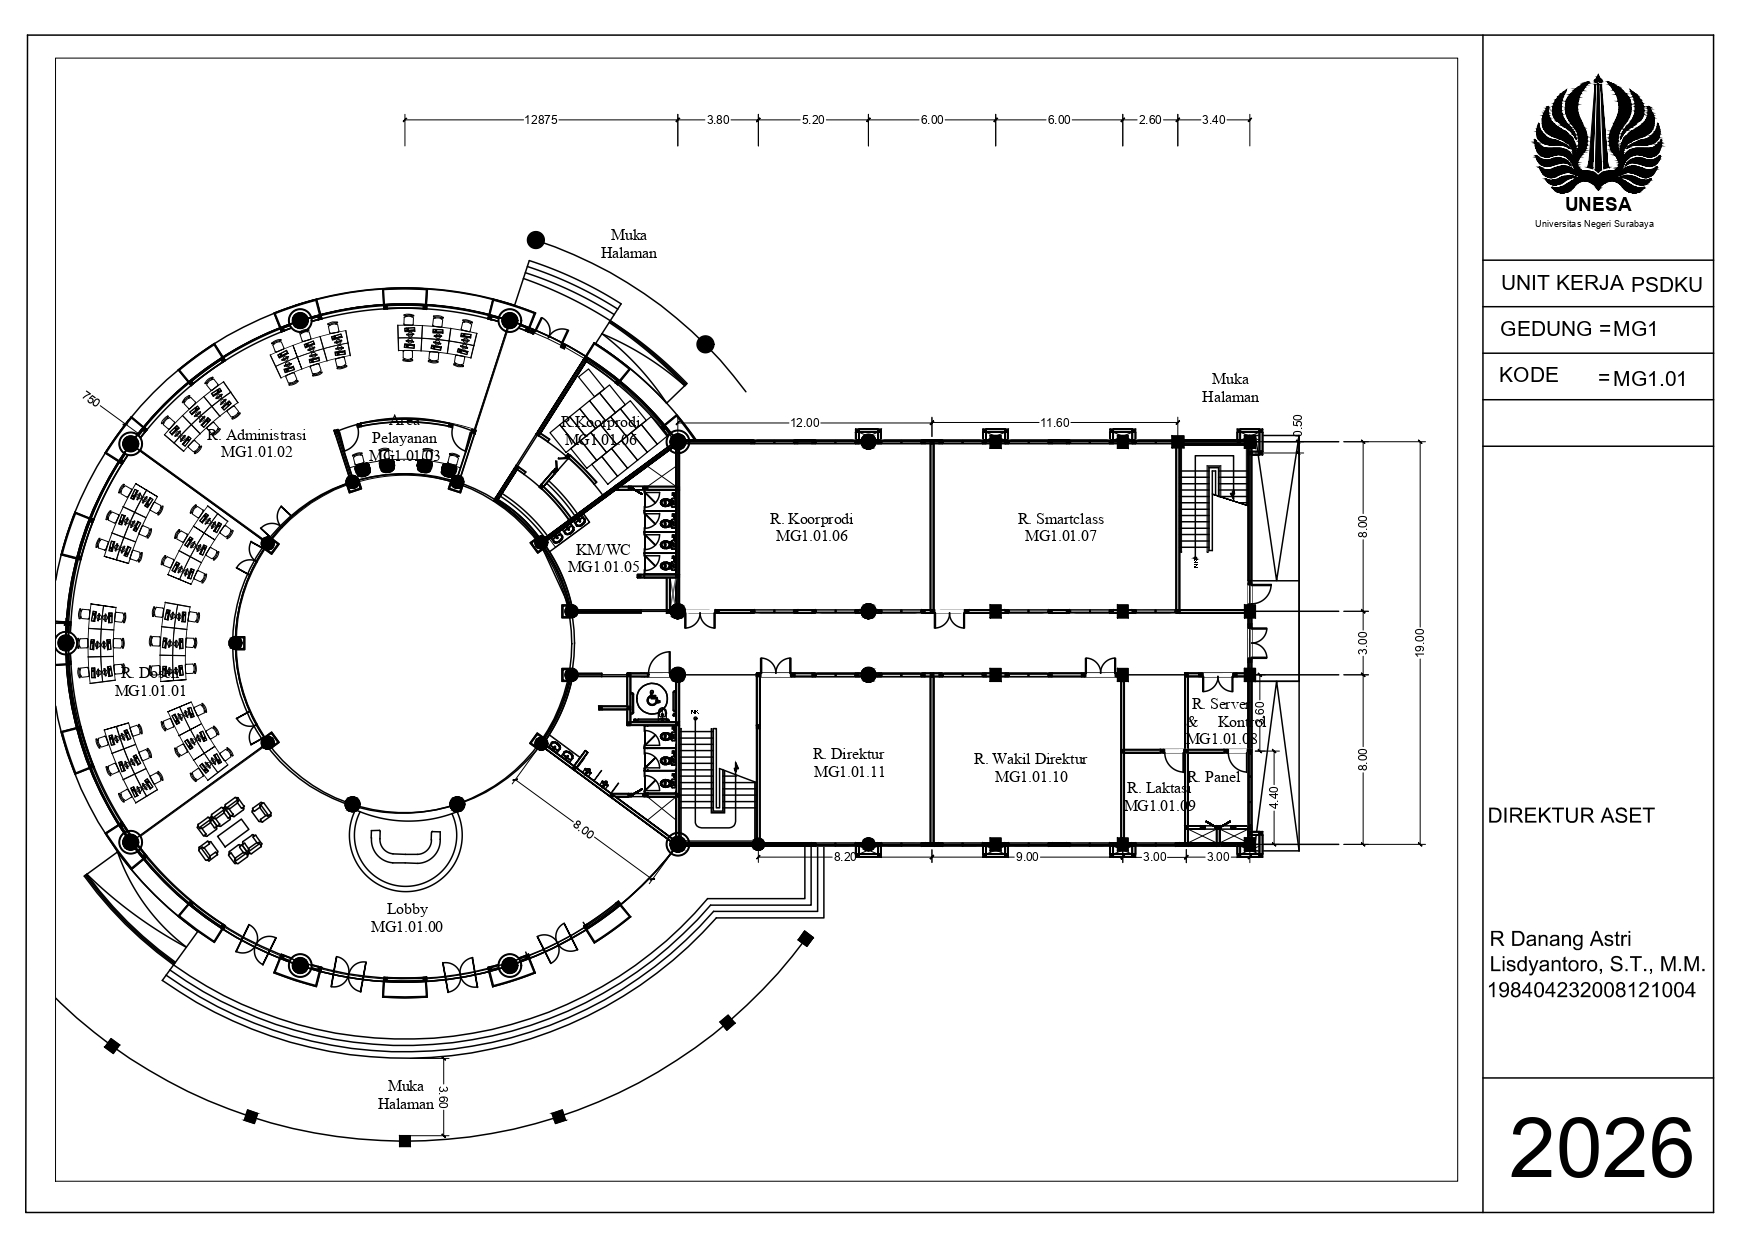 12875
3.80
5.20
6.00
6.00
2.60
3.40
UNESA
Universitas Negeri Surabaya
UNIT KERJA PSDKU
GEDUNG =MG1
KODE =MG1.01
DIREKTUR ASET
R Danang Astri
Lisdyantoro, S.T., M.M.
198404232008121004
2026
Muka
Halaman
Muka
Halaman
750
12.00
11.60
0.50
R. Administrasi
MG1.01.02
Area
Pelayanan
MG1.01.03
R.Koorprodi
MG1.01.06
KM/WC
MG1.01.05
R. Koorprodi
MG1.01.06
R. Smartclass
MG1.01.07
8.00
3.00
19.00
8.00
R. Dosen
MG1.01.01
R. Direktur
MG1.01.11
R. Wakil Direktur
MG1.01.10
R. Server
& Kontrol
MG1.01.08
R. Laktasi
MG1.01.09
R. Panel
4.40
8.00
8.20
9.00
3.00
3.00
Lobby
MG1.01.00
Muka
Halaman
3.60